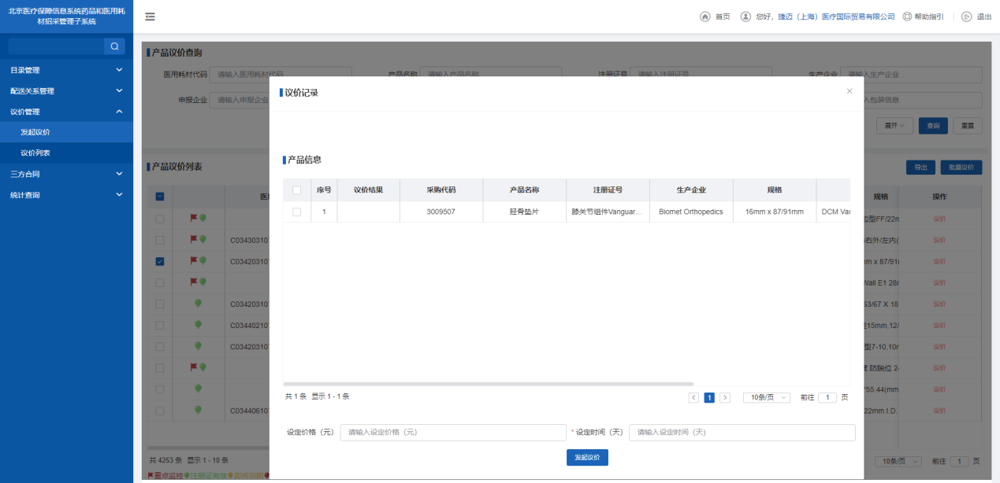 北京医疗保障信息系统药品和医用耗
材招采管理子系统
首页 您好，捷迈（上海）医疗国际贸易有限公司 帮助指引 退出
目录管理
配送关系管理
议价管理
发起议价
议价列表
三方合同
统计查询
产品议价查询
医用耗材代码 请输入医用耗材代码 产品名称 请输入产品名称 注册证号 请输入注册证号 生产企业 请输入生产企业
申报企业 请输入申报企业 入包装信息
展开 查询 重置
产品议价列表
导出 批量议价
医 规格 操作
边型FF/22m 议价
C03430310 右外/左内( 议价
C03420310 mm x 87/91 议价
Wall E1 28 议价
C03420310 63/67 X 18 议价
C03440210 型15mm,12/ 议价
C03420310 型7-10,10 议价
度 防脱位 2 议价
*55.44(mm 议价
C03440610 22mm I.D. 议价
共 4253 条 显示 1 - 10 条
10条/页 前往 1 页
重点监控 注册证有效 即将到期
议价记录
产品信息
序号 议价结果 采购代码 产品名称 注册证号 生产企业 规格
1 3009507 胫骨垫片 膝关节组件Vanguar... Biomet Orthopedics 16mm x 87/91mm DCM Va
共 1 条 显示 1 - 1 条
1 10条/页 前往 1 页
设定价格（元） 请输入设定价格（元） * 设定时间（天） 请输入设定时间（天）
发起议价